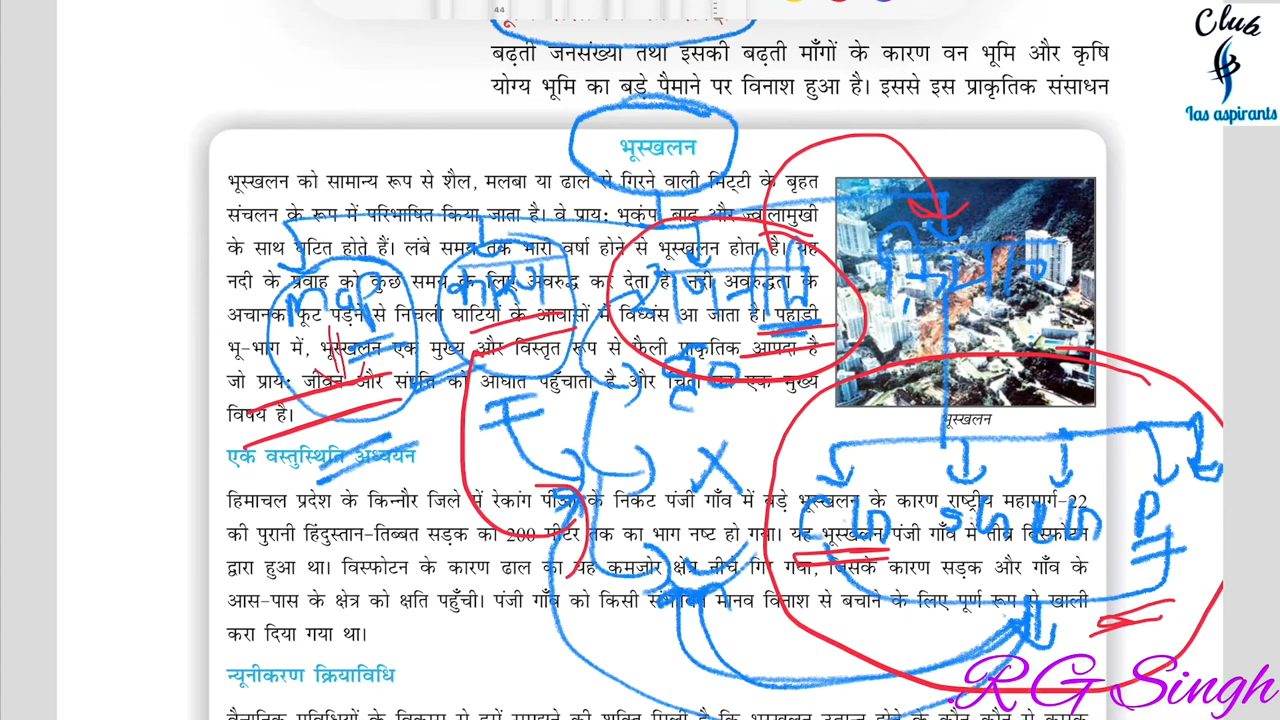 Club
Ias aspirants
बढ़ती जनसंख्या तथा इसकी बढ़ती माँगों के कारण वन भूमि और कृषि
योग्य भूमि का बड़े पैमाने पर विनाश हुआ है। इससे इस प्राकृतिक संसाधन
भूस्खलन
भूस्खलन को सामान्य रूप से शैल, मलबा या ढाल से गिरने वाली मिट्टी के बृहत
संचलन के रूप में परिभाषित किया जाता है। वे प्राय: भूकंप, बाढ़ और ज्वालामुखी
के साथ घटित होते हैं। लंबे समय तक भारी वर्षा होने से भूस्खलन होता है। यह
नदी के प्रवाह को कुछ समय के लिए अवरुद्ध कर देता है। नदी अवरुद्धता के
अचानक फूट पड़ने से निचली घाटियों के आवासों में विध्वंस आ जाता है। पहाड़ी
भू-भाग में, भूस्खलन एक मुख्य और विस्तृत रूप से फैली प्राकृतिक आपदा है
जो प्राय: जीवन और संपत्ति को आघात पहुँचाता है और चिंता का एक मुख्य
विषय है।
भूस्खलन
एक वस्तुस्थिति अध्ययन
हिमाचल प्रदेश के किन्नौर जिले में रेकांग पीओ के निकट पंजी गाँव में बड़े भूस्खलन के कारण राष्ट्रीय महामार्ग-22
की पुरानी हिंदुस्तान-तिब्बत सड़क का 200 मीटर तक का भाग नष्ट हो गया। यह भूस्खलन पंजी गाँव में तीव्र विस्फोटन
द्वारा हुआ था। विस्फोटन के कारण ढाल का यह कमजोर क्षेत्र नीचे गिर गया, जिसके कारण सड़क और गाँव के
आस-पास के क्षेत्र को क्षति पहुँची। पंजी गाँव को किसी संभावित मानव विनाश से बचाने के लिए पूर्ण रूप से खाली
करा दिया गया था।
न्यूनीकरण क्रियाविधि
RG Singh
map